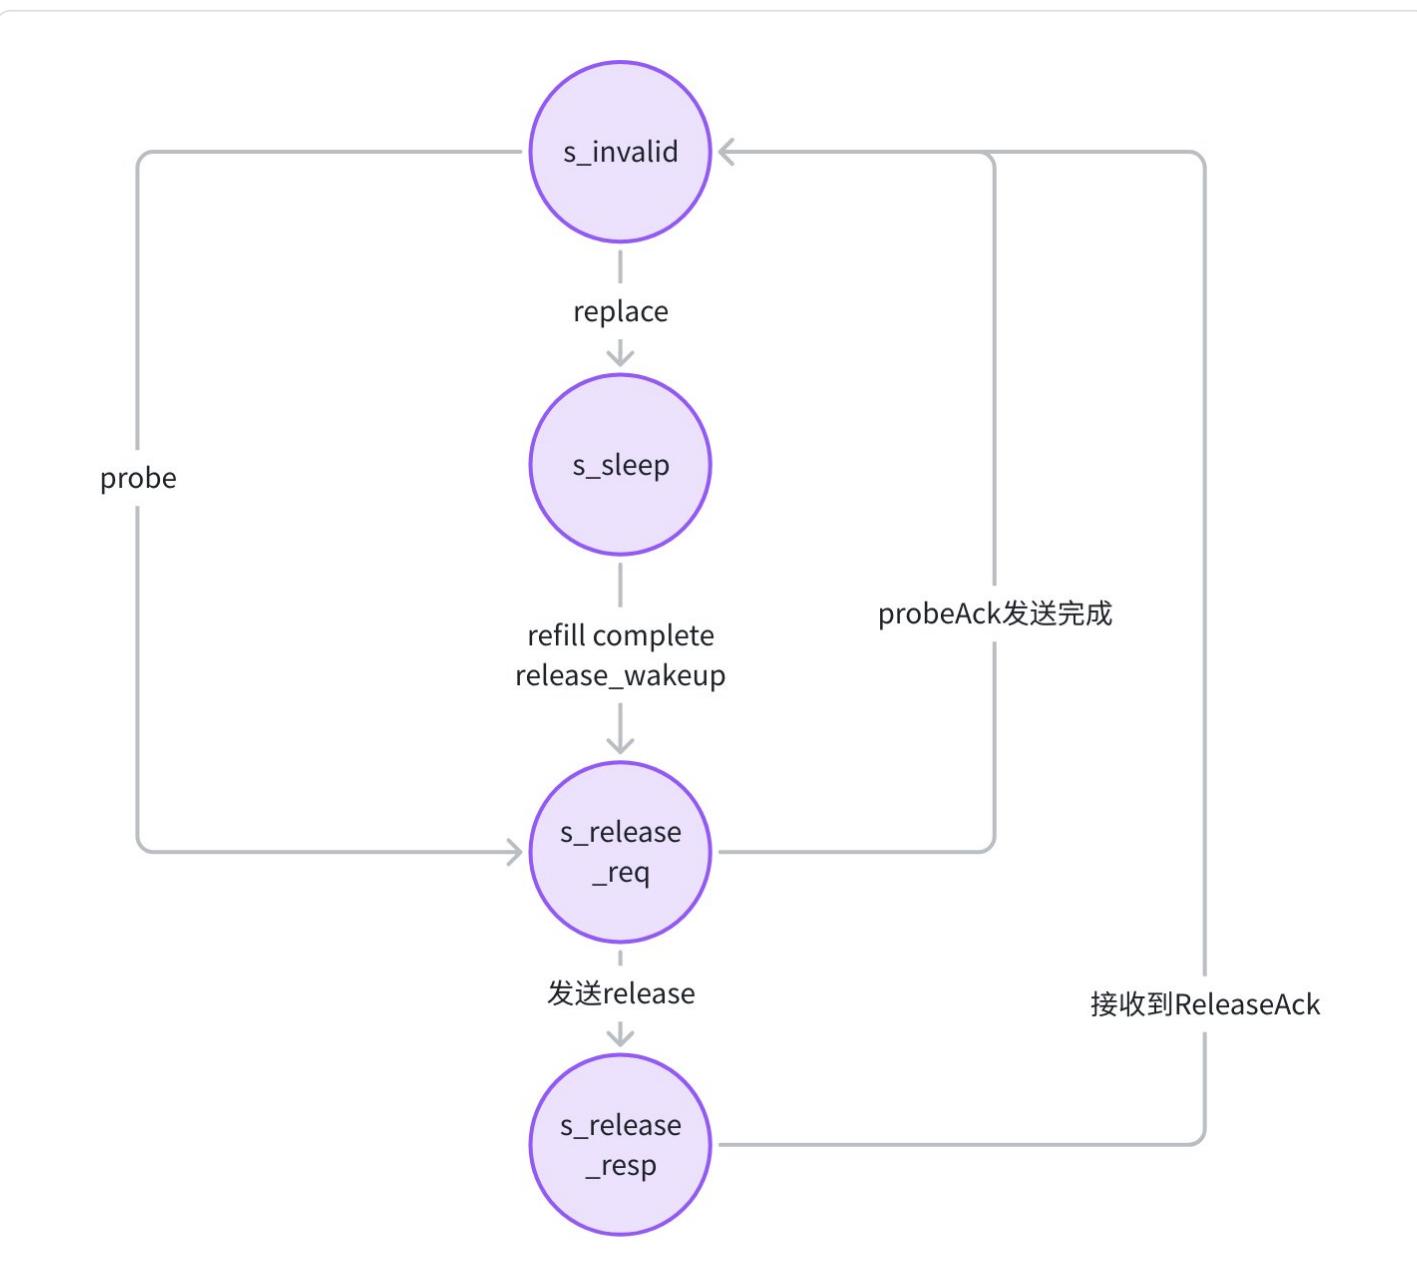 s_invalid
replace
s_sleep
probe
refill complete
release_wakeup
probeAck发送完成
s_release
_req
发送release
接收到ReleaseAck
s_release
_resp